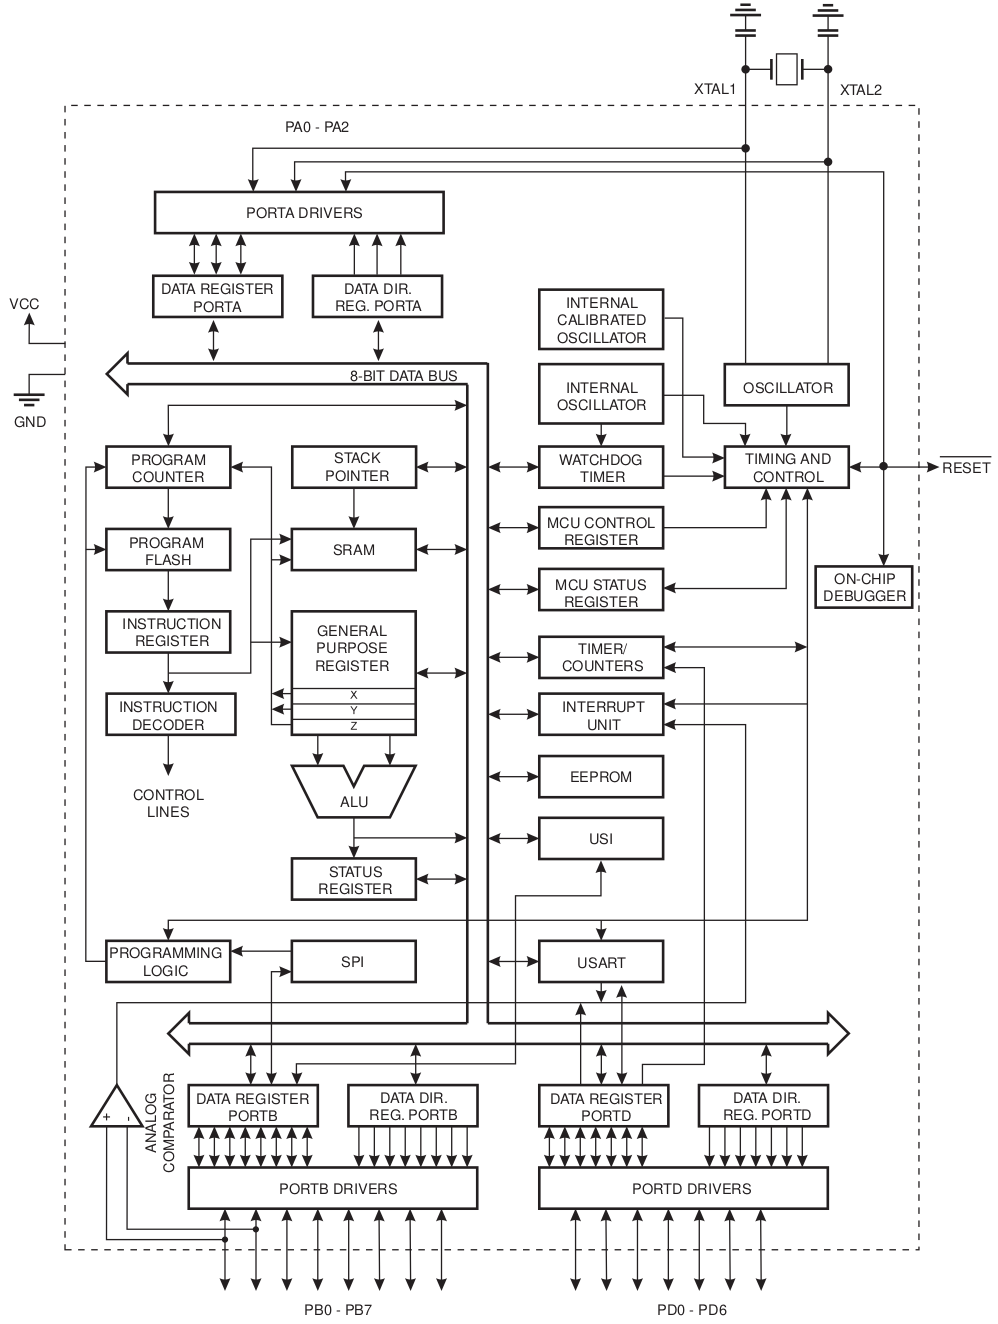 XTAL1
XTAL2
PA0 - PA2
PORTA DRIVERS
DATA REGISTER
PORTA
DATA DIR.
REG. PORTA
VCC
GND
8-BIT DATA BUS
INTERNAL
CALIBRATED
OSCILLATOR
INTERNAL
OSCILLATOR
OSCILLATOR
PROGRAM
COUNTER
STACK
POINTER
WATCHDOG
TIMER
TIMING AND
CONTROL
RESET
PROGRAM
FLASH
SRAM
MCU CONTROL
REGISTER
MCU STATUS
REGISTER
ON-CHIP
DEBUGGER
INSTRUCTION
REGISTER
GENERAL
PURPOSE
REGISTER
X
Y
Z
TIMER/
COUNTERS
INSTRUCTION
DECODER
INTERRUPT
UNIT
CONTROL
LINES
ALU
EEPROM
USI
STATUS
REGISTER
PROGRAMMING
LOGIC
SPI
USART
+
-
ANALOG
COMPARATOR
DATA REGISTER
PORTB
DATA DIR.
REG. PORTB
DATA REGISTER
PORTD
DATA DIR.
REG. PORTD
PORTB DRIVERS
PORTD DRIVERS
PB0 - PB7
PD0 - PD6